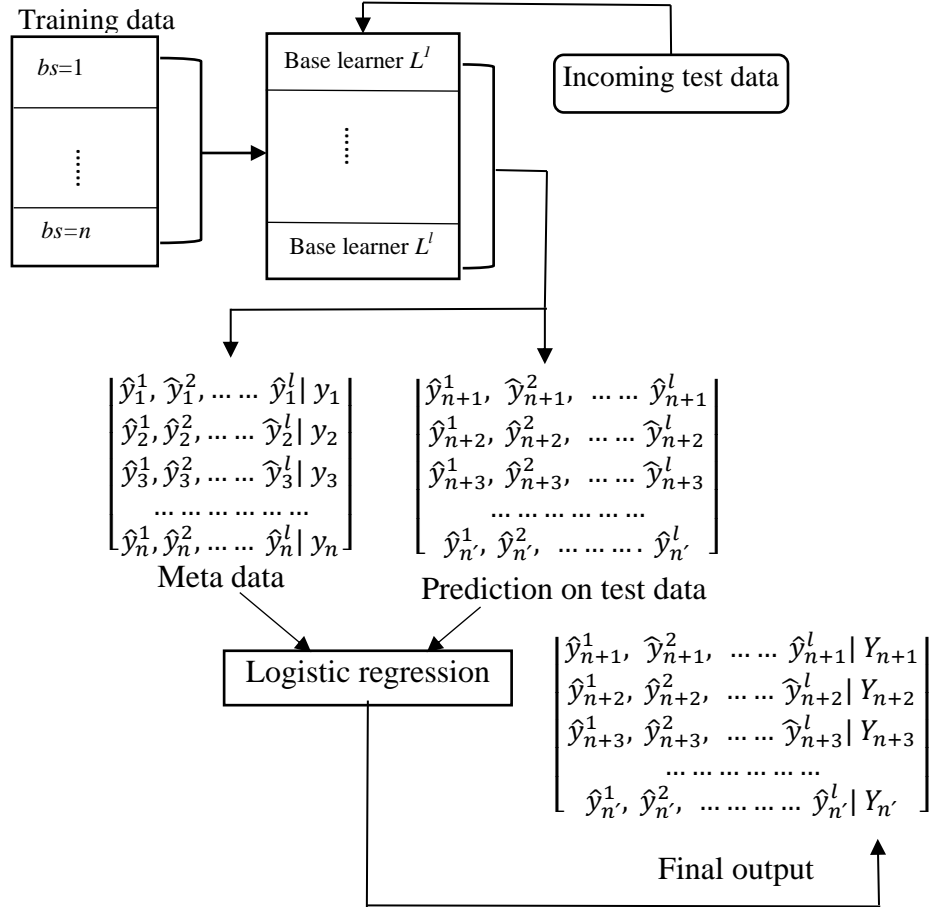 Training data
bs=1
⋮
bs=n
Base learner L^l
⋮
Base learner L^l
Incoming test data
ŷ_1^1, ŷ_1^2, … … ŷ_1^l | y_1
ŷ_2^1, ŷ_2^2, … … ŷ_2^l | y_2
ŷ_3^1, ŷ_3^2, … … ŷ_3^l | y_3
… … … … … …
ŷ_n^1, ŷ_n^2, … … ŷ_n^l | y_n
Meta data
ŷ_{n+1}^1, ŷ_{n+1}^2, … … ŷ_{n+1}^l
ŷ_{n+2}^1, ŷ_{n+2}^2, … … ŷ_{n+2}^l
ŷ_{n+3}^1, ŷ_{n+3}^2, … … ŷ_{n+3}^l
… … … … … …
ŷ_{n′}^1, ŷ_{n′}^2, … … … . ŷ_{n′}^l
Prediction on test data
Logistic regression
ŷ_{n+1}^1, ŷ_{n+1}^2, … … ŷ_{n+1}^l | Y_{n+1}
ŷ_{n+2}^1, ŷ_{n+2}^2, … … ŷ_{n+2}^l | Y_{n+2}
ŷ_{n+3}^1, ŷ_{n+3}^2, … … ŷ_{n+3}^l | Y_{n+3}
… … … … … …
ŷ_{n′}^1, ŷ_{n′}^2, … … … … ŷ_{n′}^l | Y_{n′}
Final output